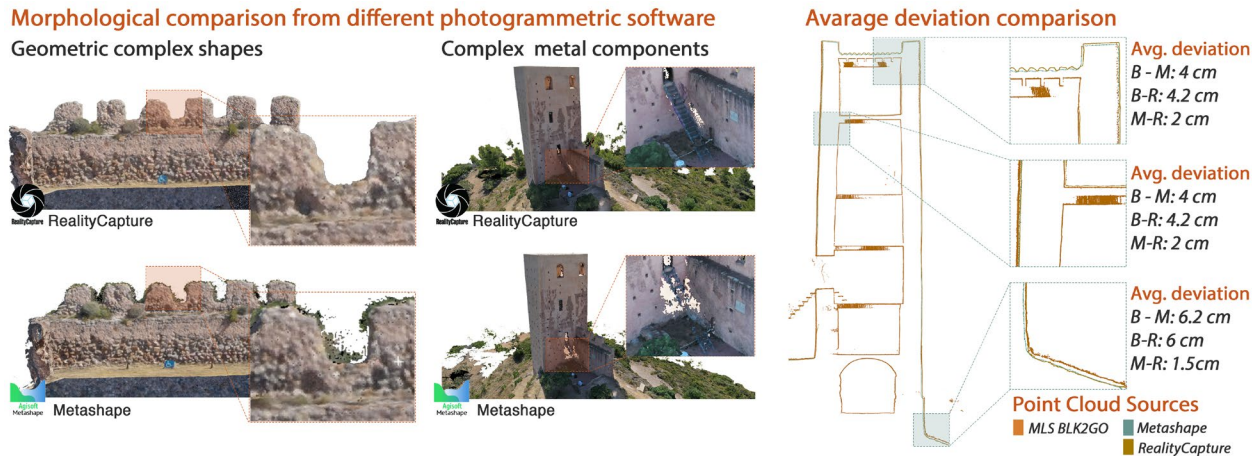 Morphological comparison from different photogrammetric software
Geometric complex shapes
Complex metal components
RealityCapture
RealityCapture
RealityCapture
RealityCapture
Agisoft
Metashape
Metashape
Agisoft
Metashape
Metashape
Avarage deviation comparison
Avg. deviation
B - M: 4 cm
B-R: 4.2 cm
M-R: 2 cm
Avg. deviation
B - M: 4 cm
B-R: 4.2 cm
M-R: 2 cm
Avg. deviation
B - M: 6.2 cm
B-R: 6 cm
M-R: 1.5cm
Point Cloud Sources
MLS BLK2GO
Metashape
RealityCapture